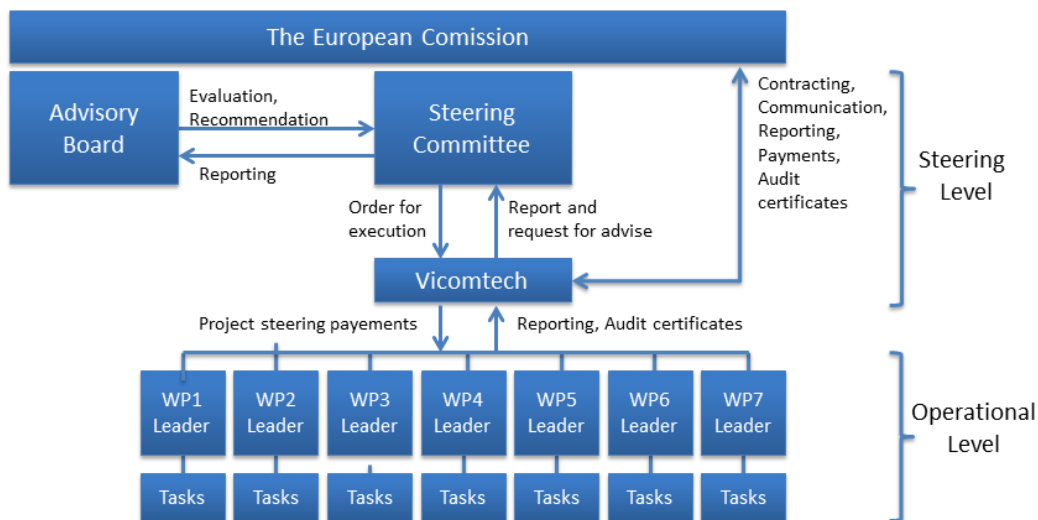 The European Comission
Advisory
Board
Evaluation,
Recommendation
Reporting
Steering
Committee
Contracting,
Communication,
Reporting,
Payments,
Audit
certificates
Steering
Level
Order for
execution
Report and
request for advise
Vicomtech
Project steering payements
Reporting, Audit certificates
WP1
Leader
WP2
Leader
WP3
Leader
WP4
Leader
WP5
Leader
WP6
Leader
WP7
Leader
Operational
Level
Tasks
Tasks
Tasks
Tasks
Tasks
Tasks
Tasks